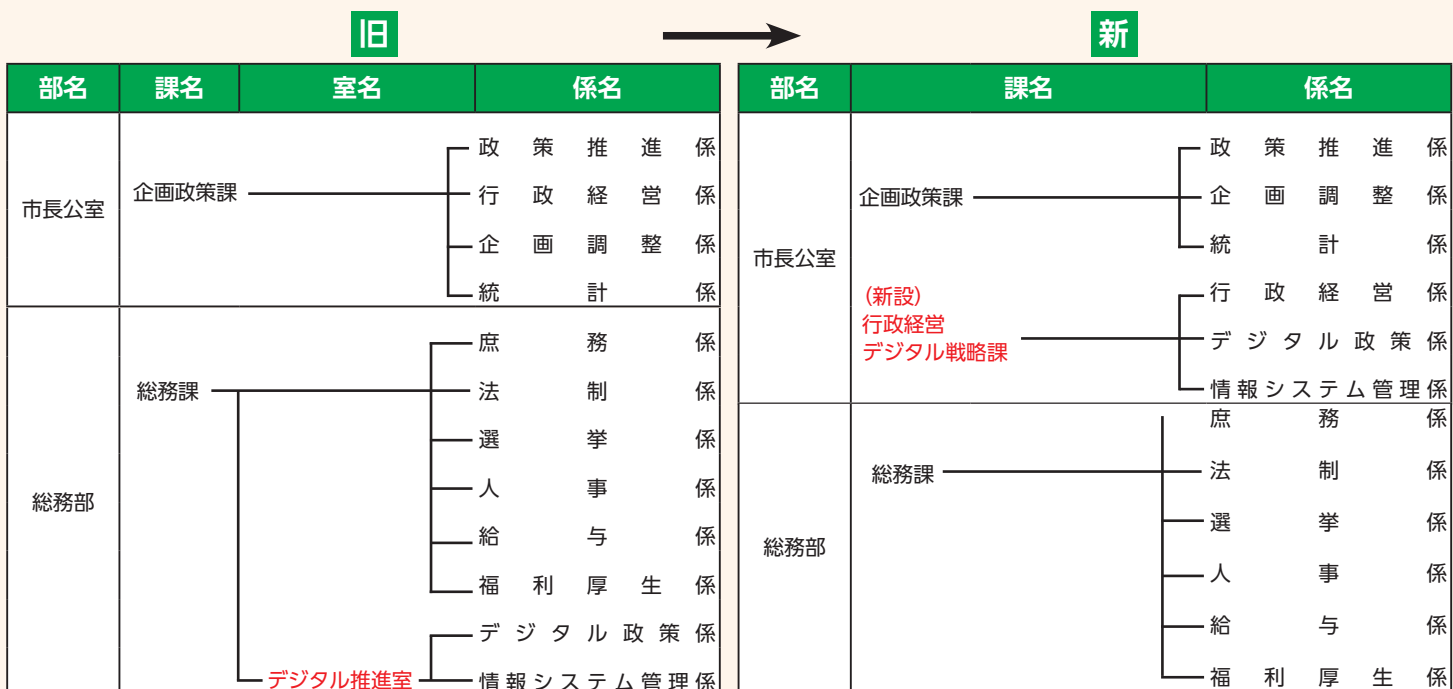 旧
新
部名 課名 室名 係名
市長公室
企画政策課
政策推進係
行政経営係
企画調整係
統計係
総務部
総務課
庶務係
法制係
選挙係
人事係
給与係
福利厚生係
デジタル推進室
デジタル政策係
情報システム管理係
部名 課名 係名
市長公室
企画政策課
政策推進係
企画調整係
統計係
(新設)
行政経営
デジタル戦略課
行政経営係
デジタル政策係
情報システム管理係
総務部
総務課
庶務係
法制係
選挙係
人事係
給与係
福利厚生係